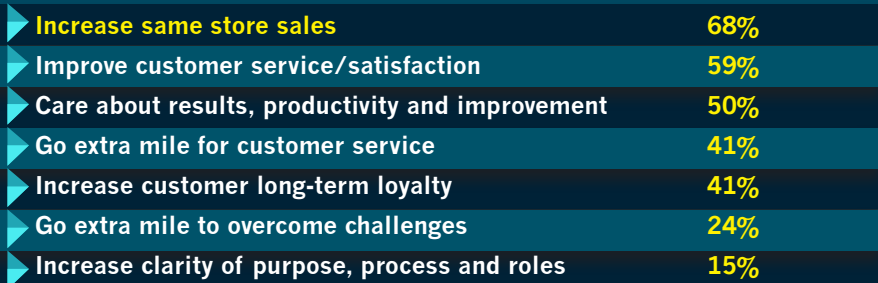 Increase same store sales 68%
Improve customer service/satisfaction 59%
Care about results, productivity and improvement 50%
Go extra mile for customer service 41%
Increase customer long-term loyalty 41%
Go extra mile to overcome challenges 24%
Increase clarity of purpose, process and roles 15%